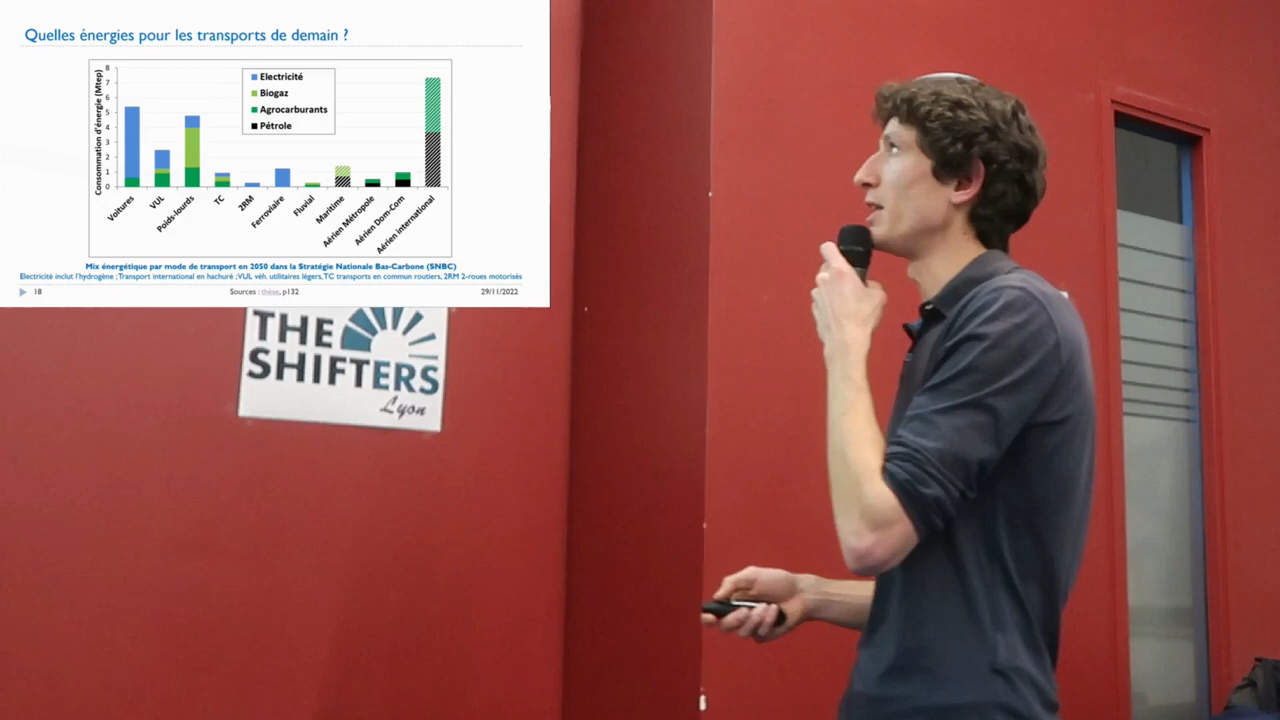 Quelles énergies pour les transports de demain ?
Consommation d'énergie (Mtep)
8
7
6
5
4
3
2
1
0
Electricité
Biogaz
Agrocarburants
Pétrole
Voitures
VUL
Poids-lourds
TC
2RM
Ferroviaire
Fluvial
Maritime
Aérien Métropole
Aérien Dom-Com
Aérien international
Mix énergétique par mode de transport en 2050 dans la Stratégie Nationale Bas-Carbone (SNBC)
Electricité inclut l'hydrogène ; Transport international en hachuré ; VUL véh. utilitaires légers, TC transports en commun routiers, 2RM 2-roues motorisés
18
Sources : thèse, p132
29/11/2022
THE
SHIFTERS
Lyon